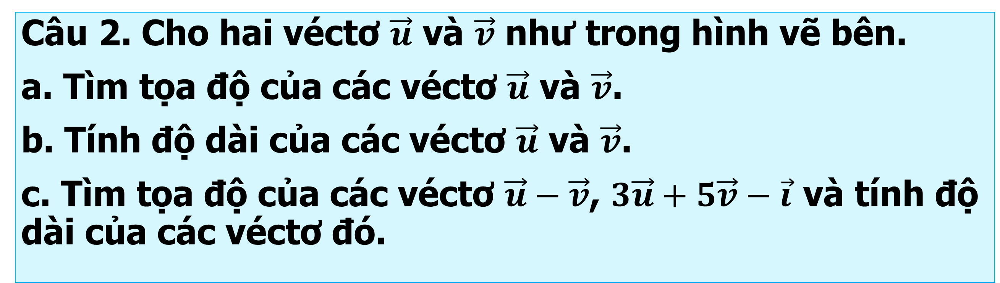 Câu 2. Cho hai véctơ $\vec{u}$ và $\vec{v}$ như trong hình vẽ bên.
a. Tìm tọa độ của các véctơ $\vec{u}$ và $\vec{v}$.
b. Tính độ dài của các véctơ $\vec{u}$ và $\vec{v}$.
c. Tìm tọa độ của các véctơ $\vec{u} - \vec{v}$, $3\vec{u} + 5\vec{v} - \vec{\imath}$ và tính độ
dài của các véctơ đó.